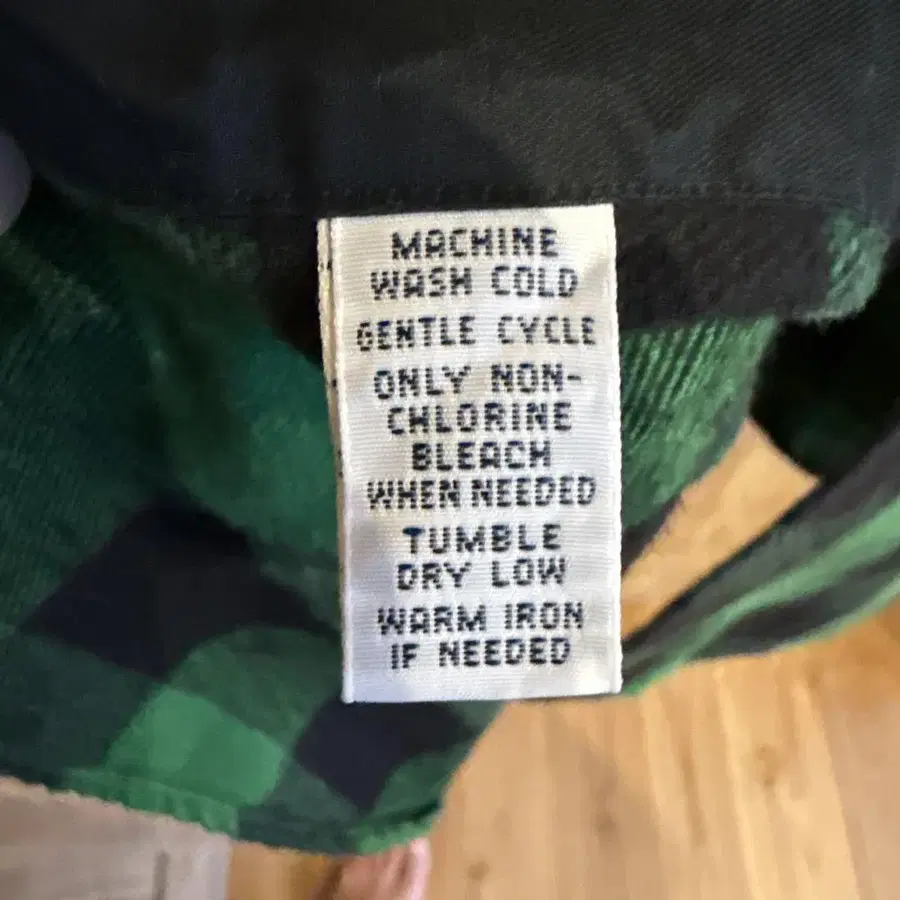 MACHINE
WASH COLD
GENTLE CYCLE
ONLY NON-
CHLORINE
BLEACH
WHEN NEEDED
TUMBLE
DRY LOW
WARM IRON
IF NEEDED